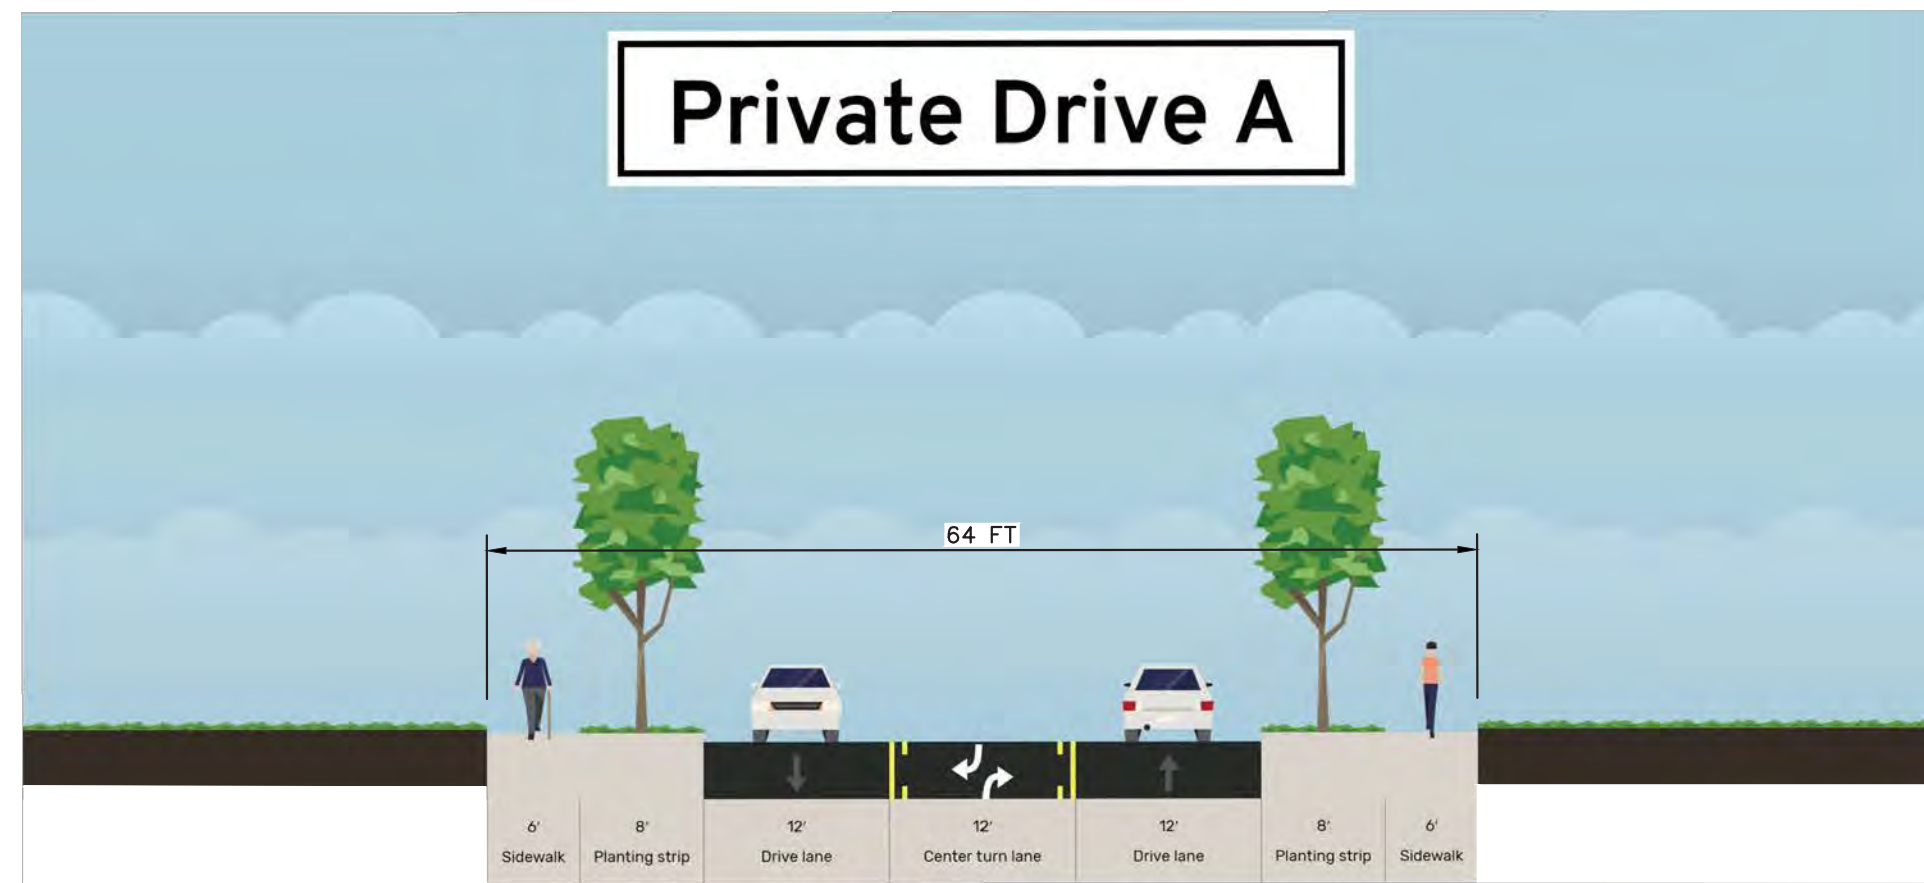 Private Drive A
64 FT
6' 8' 12' 12' 12' 8' 6'
Sidewalk Planting strip Drive lane Center turn lane Drive lane Planting strip Sidewalk